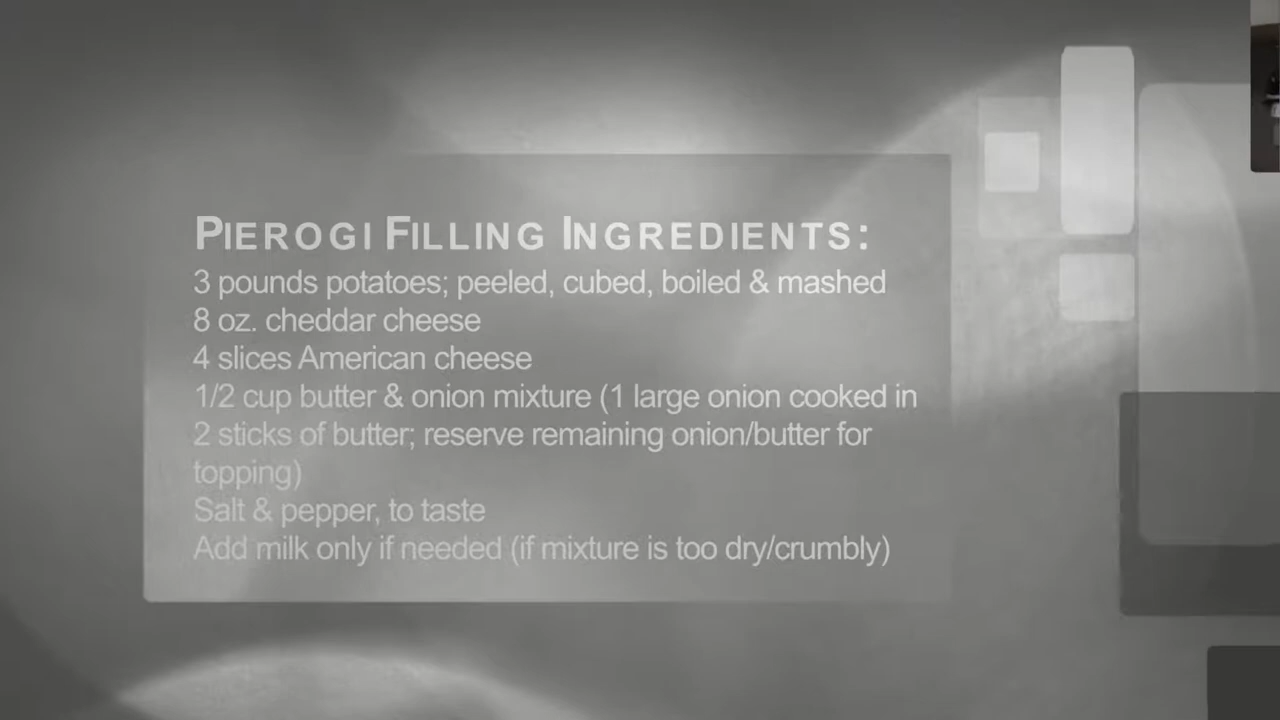 PIEROGI FILLING INGREDIENTS:
3 pounds potatoes; peeled, cubed, boiled & mashed
8 oz. cheddar cheese
4 slices American cheese
1/2 cup butter & onion mixture (1 large onion cooked in
2 sticks of butter; reserve remaining onion/butter for
topping)
Salt & pepper, to taste
Add milk only if needed (if mixture is too dry/crumbly)